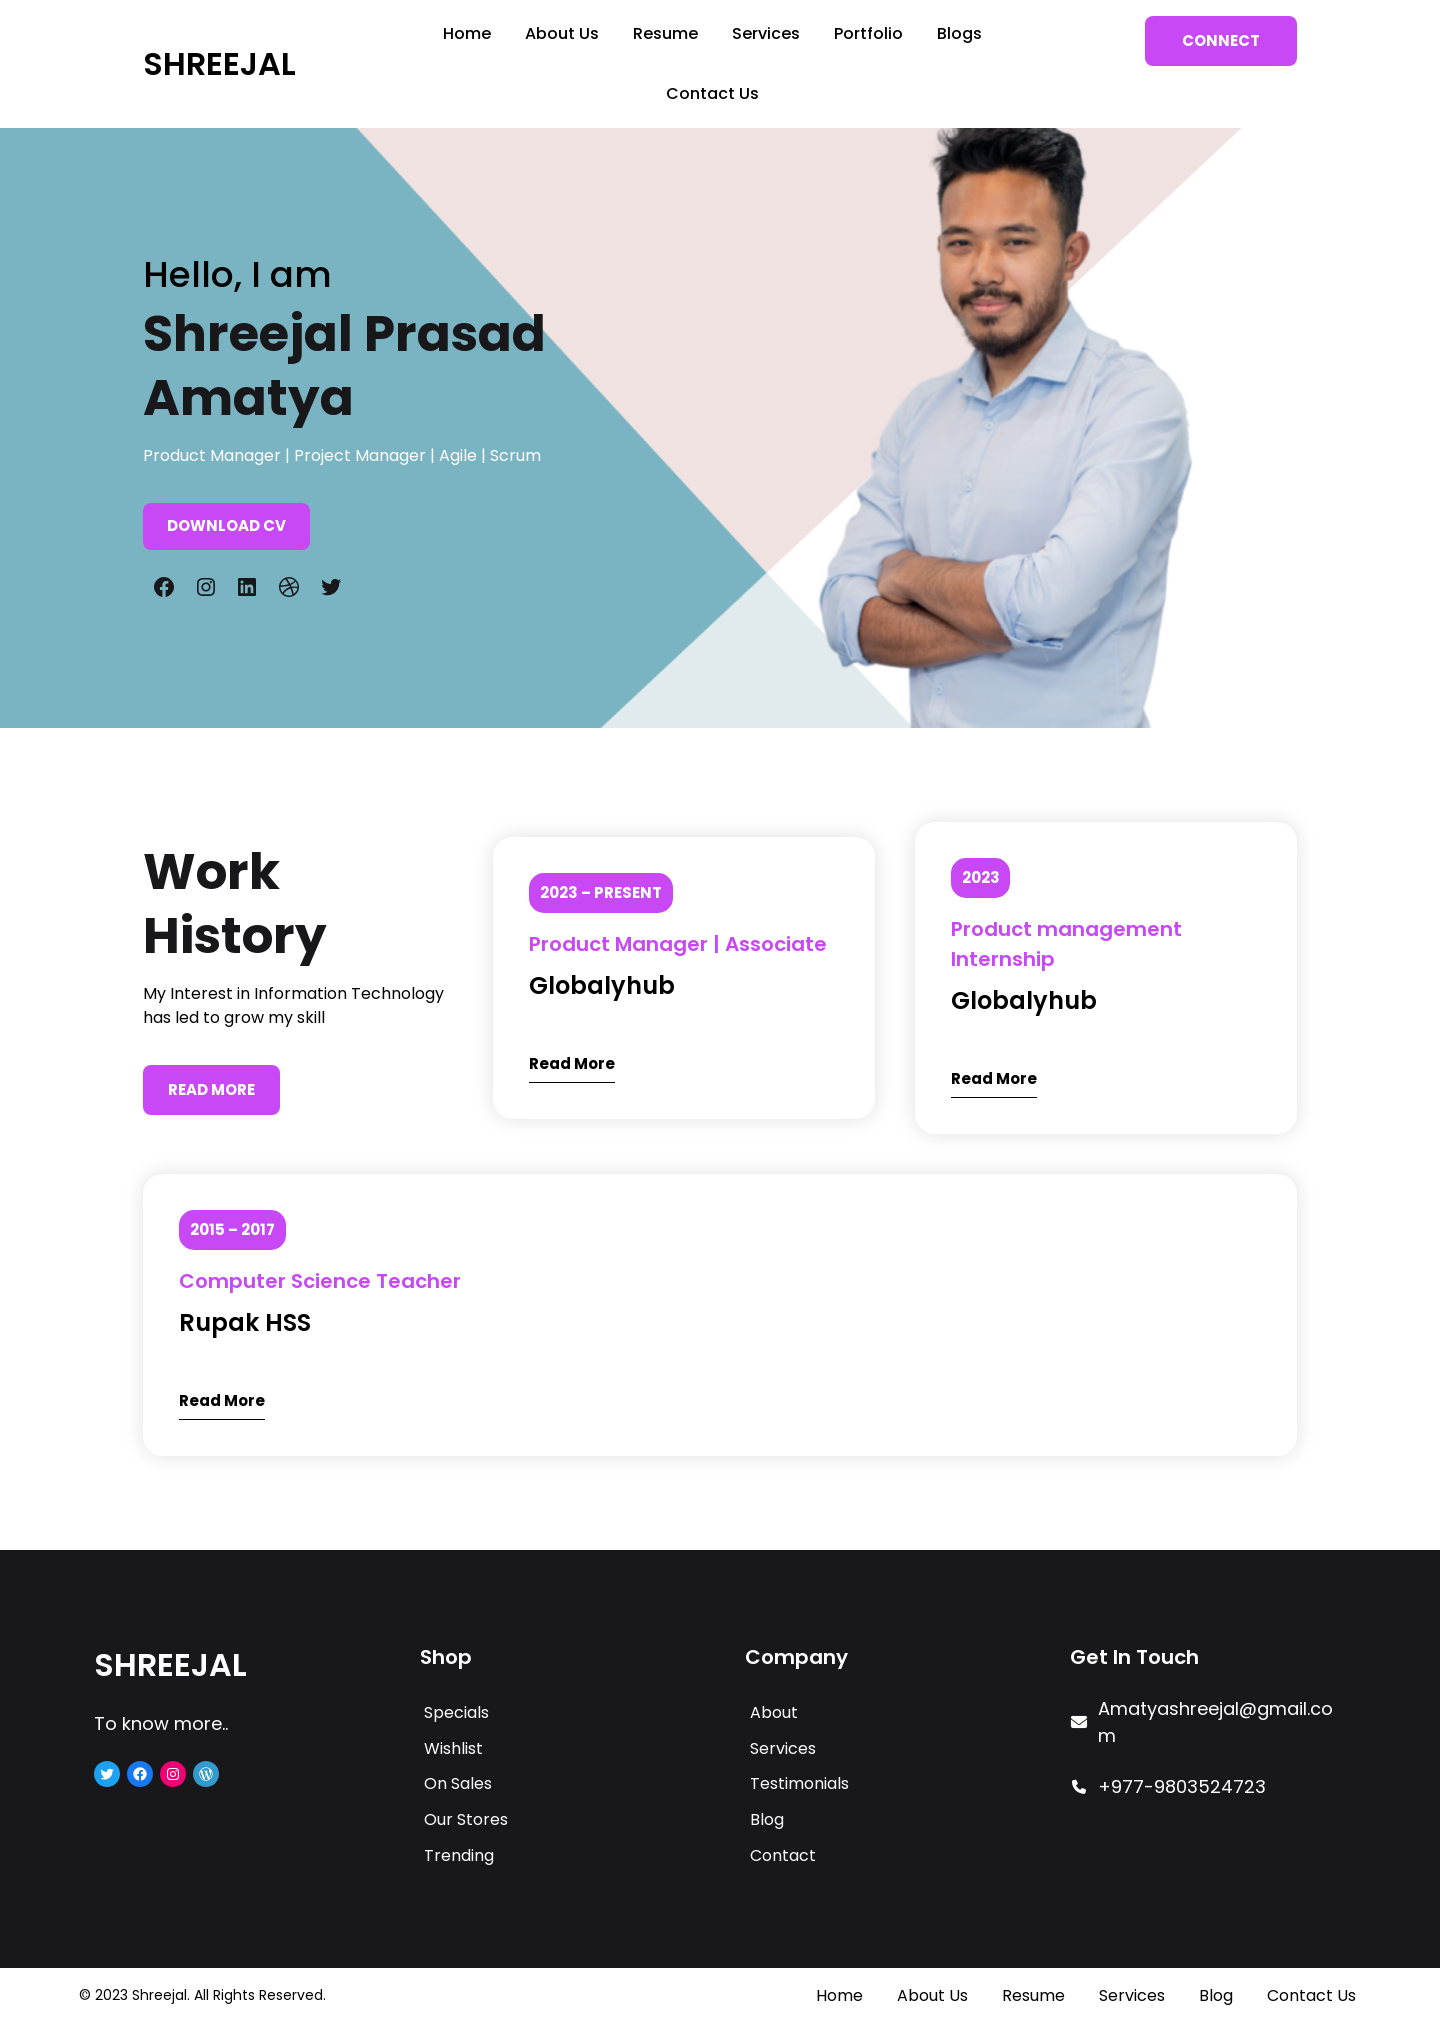 SHREEJAL
Home About Us Resume Services Portfolio Blogs
Contact Us
CONNECT
Hello, I am
Shreejal Prasad
Amatya
Product Manager | Project Manager | Agile | Scrum
DOWNLOAD CV
Work
History
My Interest in Information Technology
has led to grow my skill
READ MORE
2023 – PRESENT
Product Manager | Associate
Globalyhub
Read More
2023
Product management
Internship
Globalyhub
Read More
2015 – 2017
Computer Science Teacher
Rupak HSS
Read More
SHREEJAL
To know more..
Shop
Specials
Wishlist
On Sales
Our Stores
Trending
Company
About
Services
Testimonials
Blog
Contact
Get In Touch
Amatyashreejal@gmail.co
m
+977-9803524723
© 2023 Shreejal. All Rights Reserved.
Home About Us Resume Services Blog Contact Us